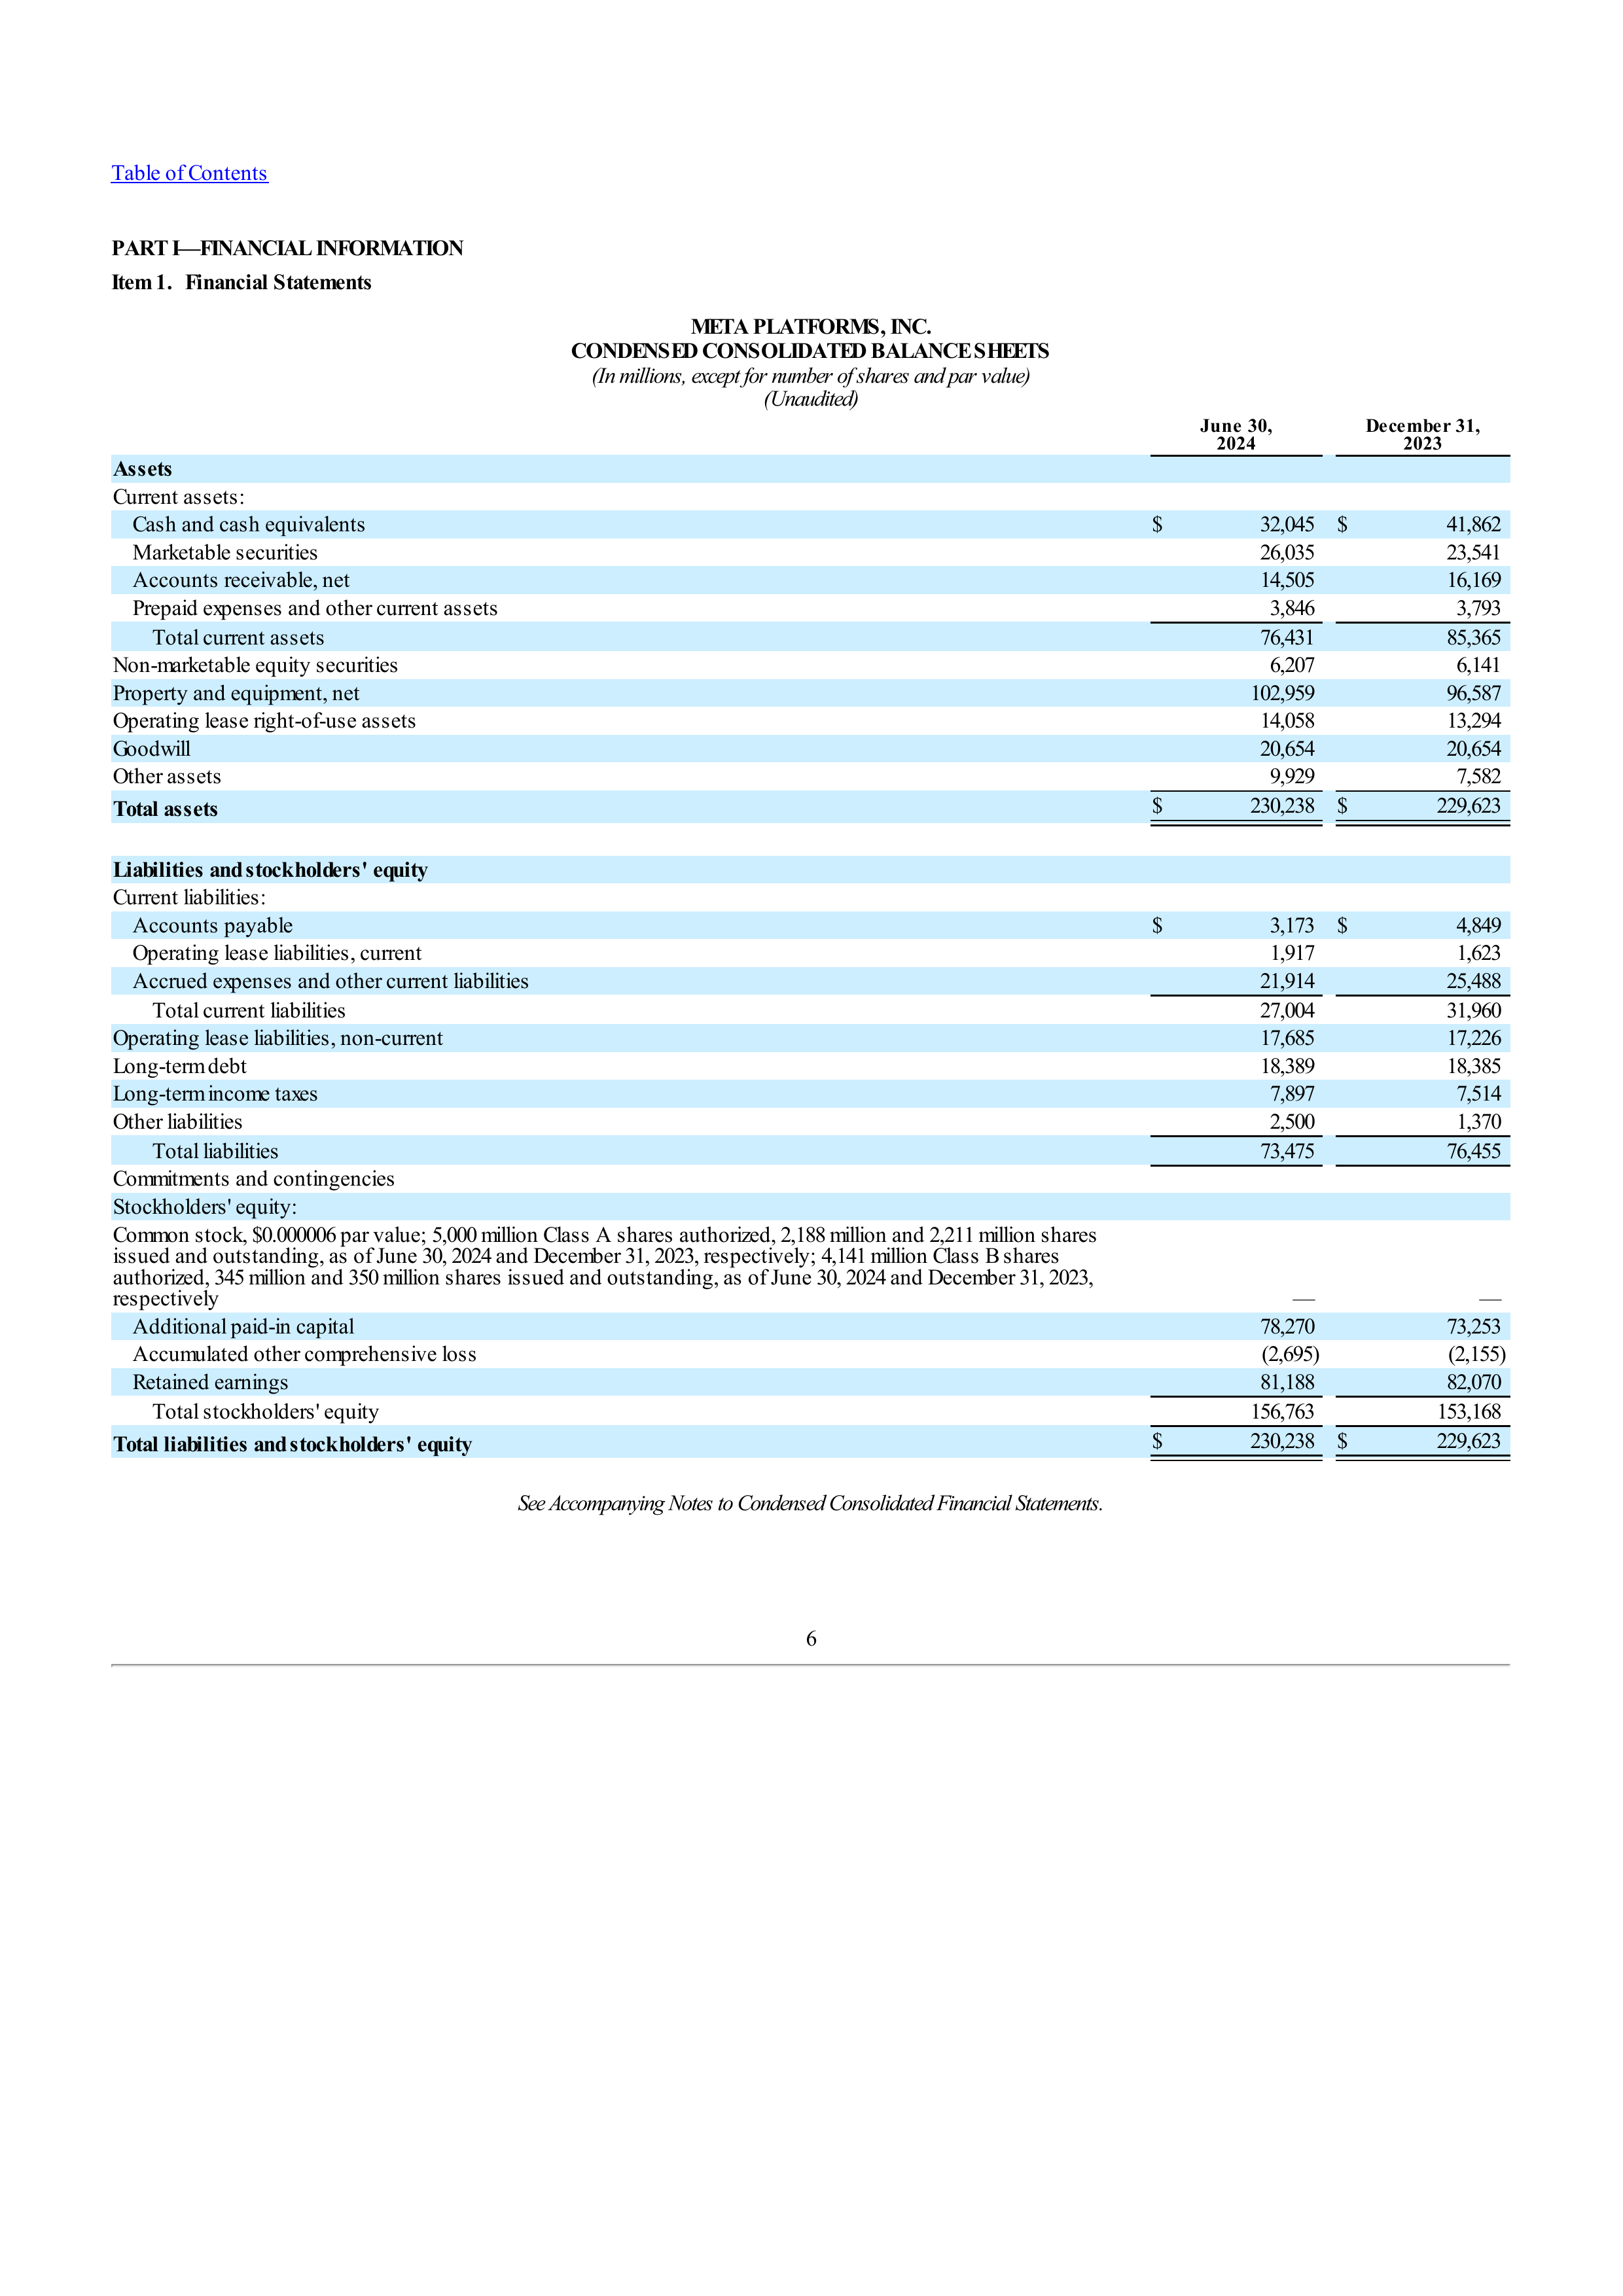 Table of Contents
PART I—FINANCIAL INFORMATION
Item 1. Financial Statements
META PLATFORMS, INC.
CONDENSED CONSOLIDATED BALANCE SHEETS
(In millions, except for number of shares and par value)
(Unaudited)
June 30, 2024 December 31, 2023
Assets
Current assets:
Cash and cash equivalents $ 32,045 $ 41,862
Marketable securities 26,035 23,541
Accounts receivable, net 14,505 16,169
Prepaid expenses and other current assets 3,846 3,793
Total current assets 76,431 85,365
Non-marketable equity securities 6,207 6,141
Property and equipment, net 102,959 96,587
Operating lease right-of-use assets 14,058 13,294
Goodwill 20,654 20,654
Other assets 9,929 7,582
Total assets $ 230,238 $ 229,623
Liabilities and stockholders' equity
Current liabilities:
Accounts payable $ 3,173 $ 4,849
Operating lease liabilities, current 1,917 1,623
Accrued expenses and other current liabilities 21,914 25,488
Total current liabilities 27,004 31,960
Operating lease liabilities, non-current 17,685 17,226
Long-term debt 18,389 18,385
Long-term income taxes 7,897 7,514
Other liabilities 2,500 1,370
Total liabilities 73,475 76,455
Commitments and contingencies
Stockholders' equity:
Common stock, $0.000006 par value; 5,000 million Class A shares authorized, 2,188 million and 2,211 million shares
issued and outstanding, as of June 30, 2024 and December 31, 2023, respectively; 4,141 million Class B shares
authorized, 345 million and 350 million shares issued and outstanding, as of June 30, 2024 and December 31, 2023,
respectively — —
Additional paid-in capital 78,270 73,253
Accumulated other comprehensive loss (2,695) (2,155)
Retained earnings 81,188 82,070
Total stockholders' equity 156,763 153,168
Total liabilities and stockholders' equity $ 230,238 $ 229,623
See Accompanying Notes to Condensed Consolidated Financial Statements.
6